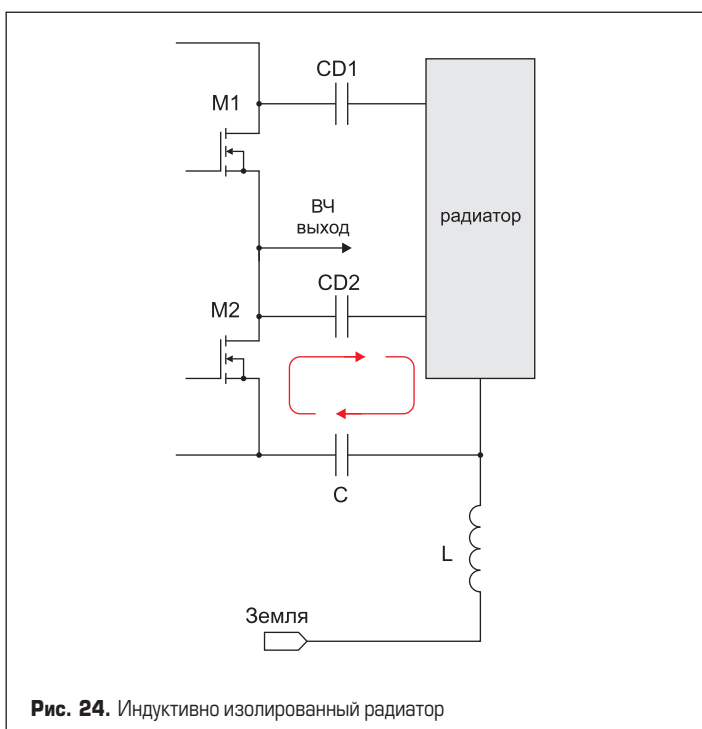 CD1
M1
радиатор
ВЧ
выход
CD2
M2
C
L
Земля
Рис. 24. Индуктивно изолированный радиатор